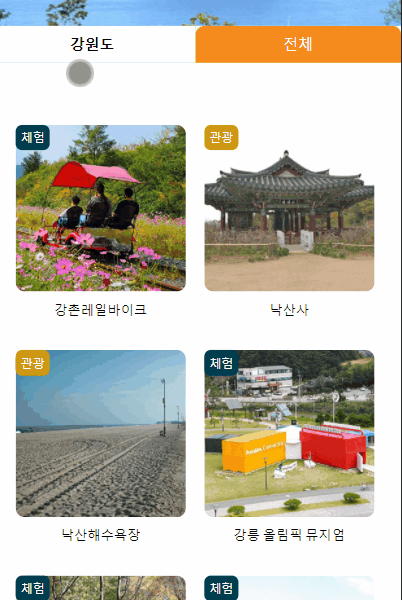 강원도
전체
체험
관광
강촌레일바이크
낙산사
관광
체험
낙산해수욕장
강릉 올림픽 뮤지엄
체험
체험